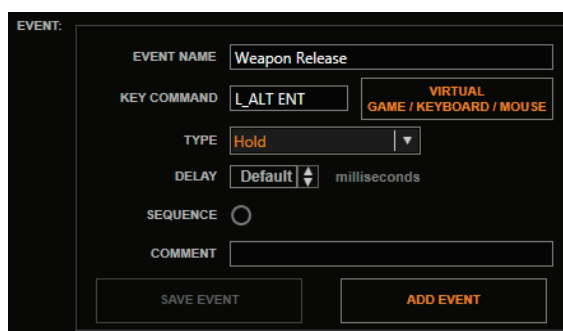 EVENT:
EVENT NAME Weapon Release
KEY COMMAND L_ALT ENT VIRTUAL
GAME / KEYBOARD / MOUSE
TYPE Hold
DELAY Default milliseconds
SEQUENCE
COMMENT
SAVE EVENT ADD EVENT